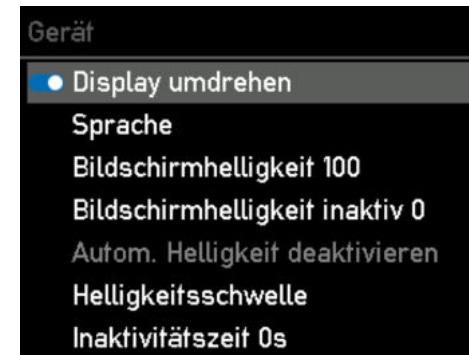 Gerät
Display umdrehen
Sprache
Bildschirmhelligkeit 100
Bildschirmhelligkeit inaktiv 0
Autom. Helligkeit deaktivieren
Helligkeitsschwelle
Inaktivitätszeit 0s